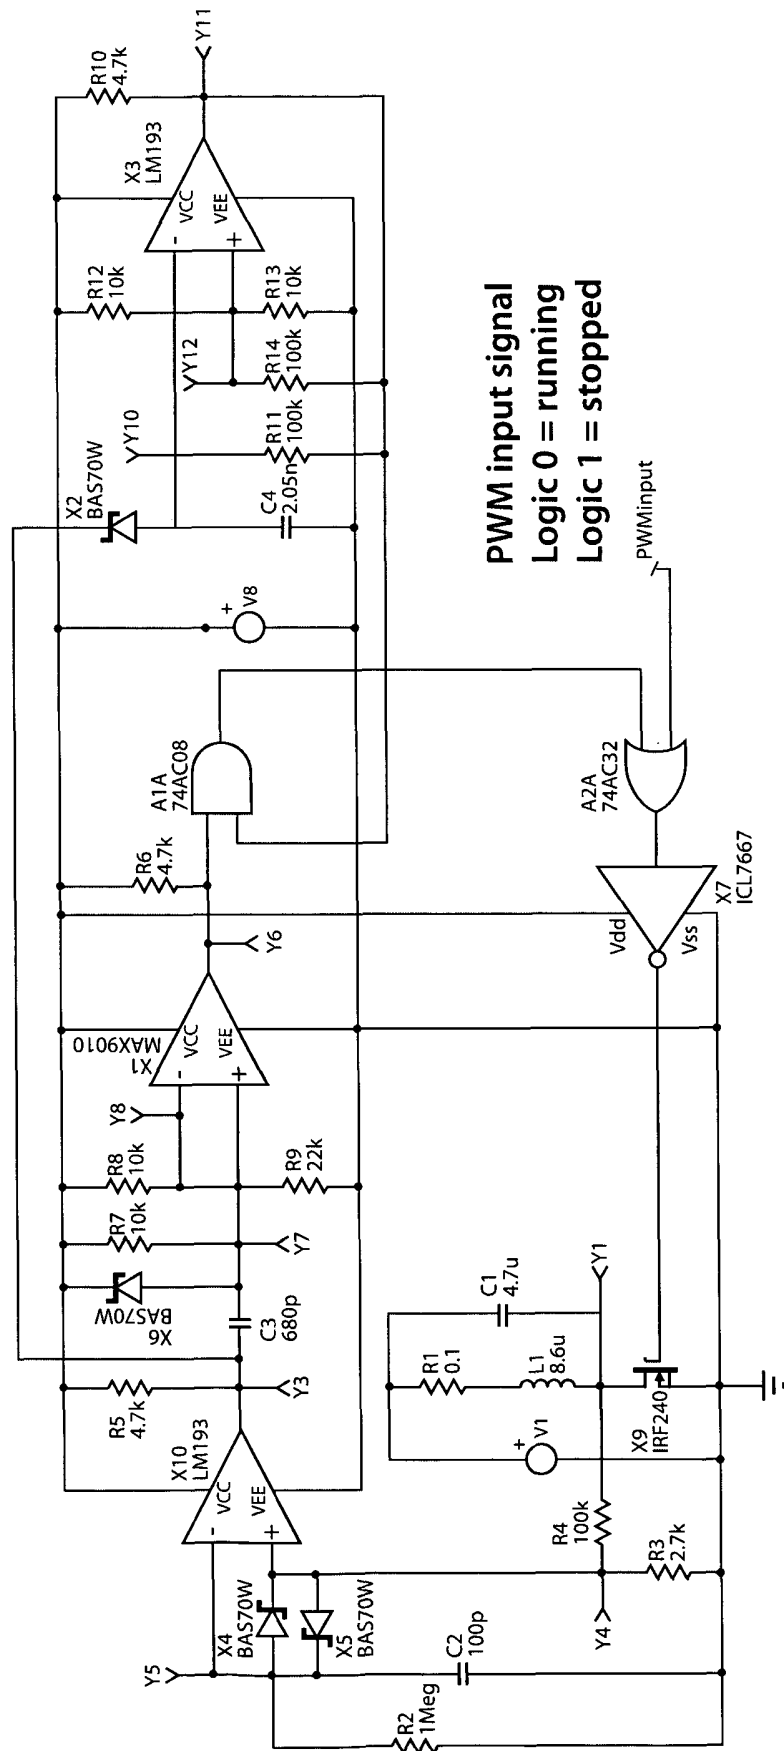 Y5
X4
BAS70W
X5
BAS70W
R2
1Meg
C2
100p
Y4
R3
2.7k
R4
100k
X10
LM193
VCC
VEE
-
+
R5
4.7k
Y3
C3
680p
X6
BAS70W
R7
10k
Y7
R8
10k
R9
22k
Y8
X1
MAX9010
VCC
VEE
-
+
Y6
R6
4.7k
A1A
74AC08
+
V8
X2
BAS70W
C4
2.05n
Y10
R11
100k
Y12
R14
100k
R12
10k
R13
10k
X3
LM193
VCC
VEE
-
+
R10
4.7k
Y11
+
V1
R1
0.1
L1
8.6u
C1
4.7u
Y1
X9
IRF240
Vdd
Vss
X7
ICL7667
A2A
74AC32
PWMinput
PWM input signal
Logic 0 = running
Logic 1 = stopped